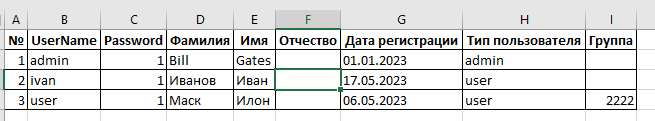 A B C D E F G H I
№ UserName Password Фамилия Имя Отчество Дата регистрации Тип пользователя Группа
1 admin 1 Bill Gates 01.01.2023 admin
2 ivan 1 Иванов Иван 17.05.2023 user
3 user 1 Маск Илон 06.05.2023 user 2222